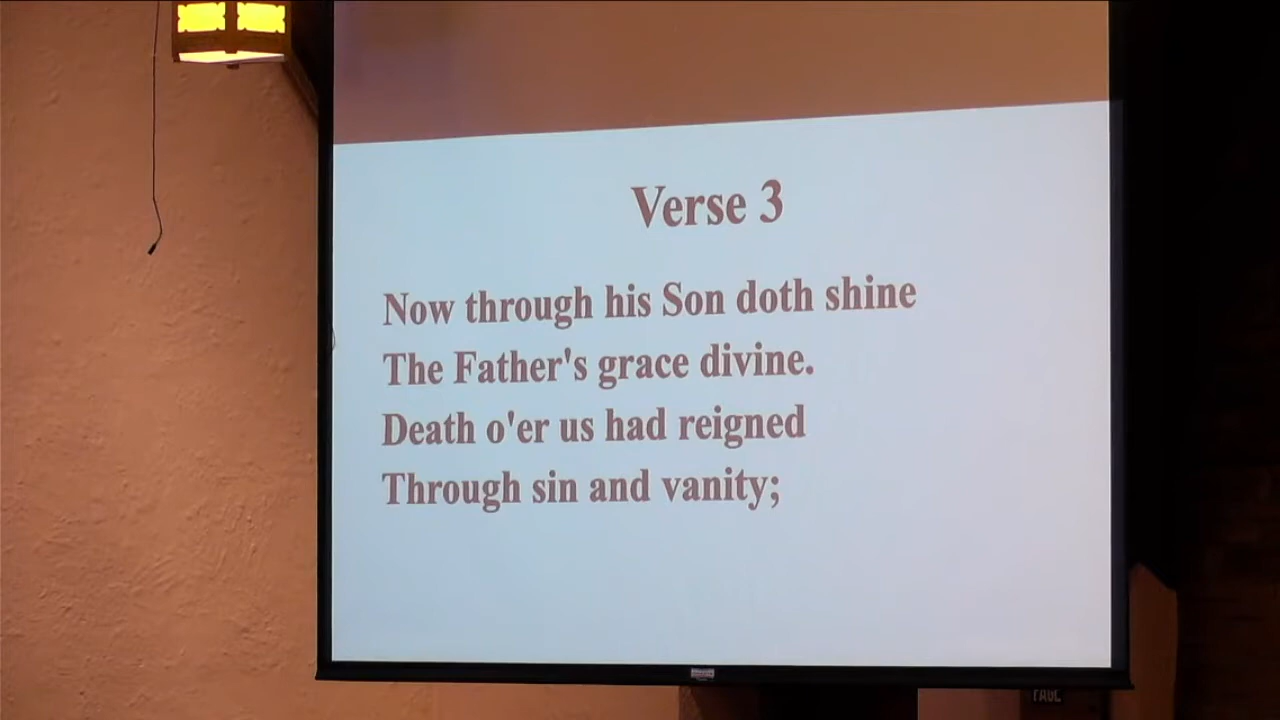 Verse 3
Now through his Son doth shine
The Father's grace divine.
Death o'er us had reigned
Through sin and vanity;